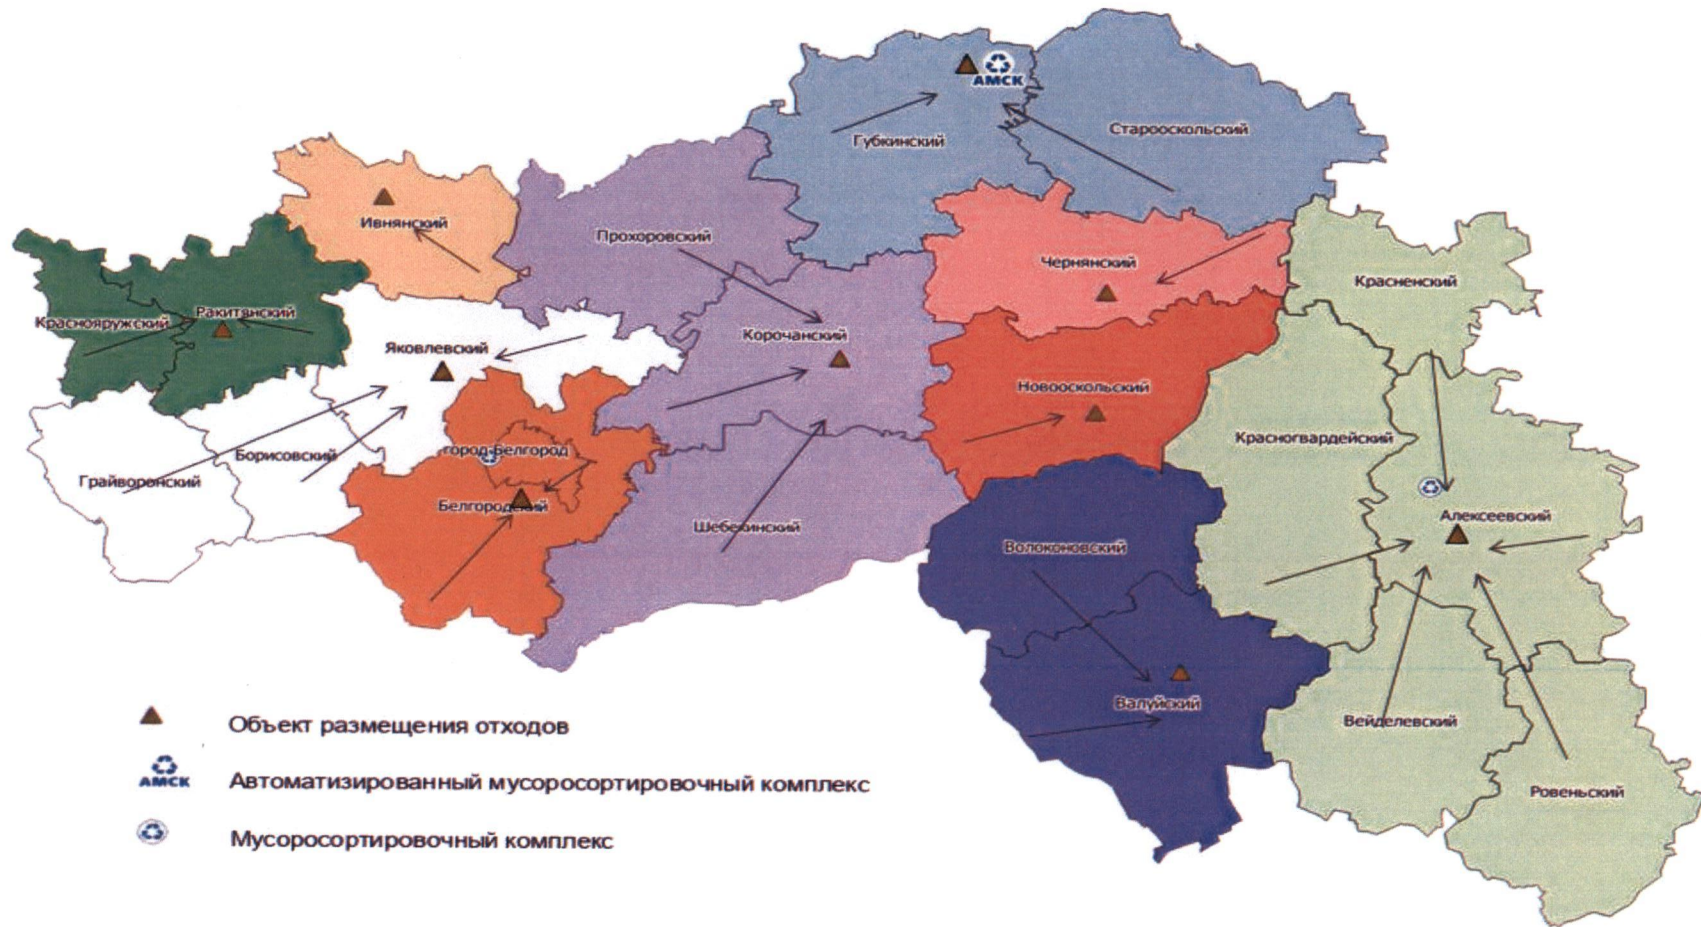 АМСК
Губкинский
Старооскольский
Ивнянский
Прохоровский
Чернянский
Красненский
Краснояружский
Ракитянский
Яковлевский
Корочанский
Новооскольский
Красногвардейский
город Белгород
Борисовский
Грайворонский
Белгородский
Шебекинский
Алексеевский
Волоконовский
Валуйский
Вейделевский
Ровеньский
Объект размещения отходов
АМСК
Автоматизированный мусоросортировочный комплекс
Мусоросортировочный комплекс